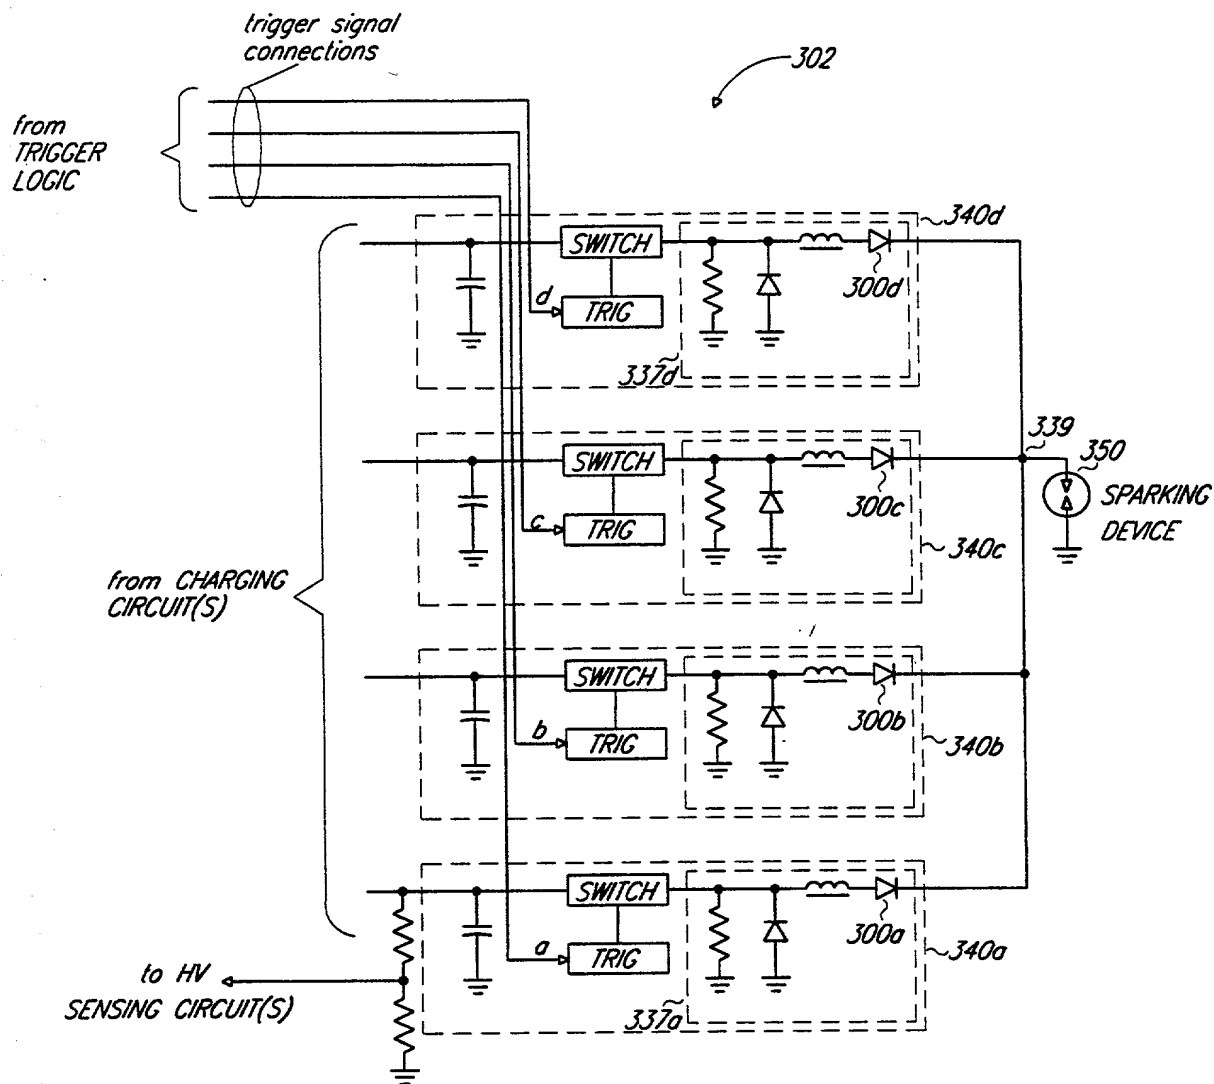 trigger signal
connections
302
from
TRIGGER
LOGIC
340d
SWITCH
300d
d
TRIG
337d
339
350
SWITCH
300c
SPARKING
DEVICE
c
TRIG
340c
from CHARGING
CIRCUIT(S)
SWITCH
300b
b
TRIG
340b
SWITCH
300a
a
TRIG
340a
to HV
SENSING CIRCUIT(S)
337a